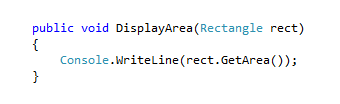 public void DisplayArea(Rectangle rect)
{
    Console.WriteLine(rect.GetArea());
}